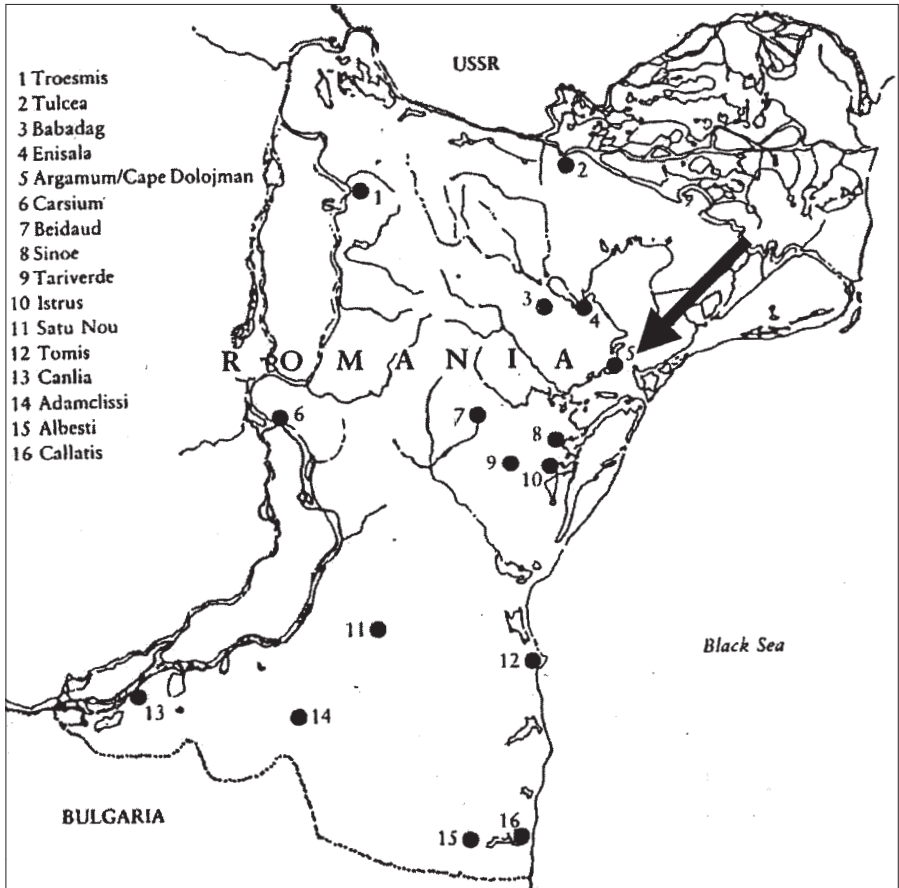 USSR
1 Troesmis
2 Tulcea
3 Babadag
4 Enisala
5 Argamum/Cape Dolojman
6 Carsium
7 Beidaud
8 Sinoe
9 Tariverde
10 Istrus
11 Satu Nou
12 Tomis
13 Canlia
14 Adamclissi
15 Albesti
16 Callatis
2
1
3
4
ROMANIA
5
6
7
8
9
10
11
12
Black Sea
13
14
BULGARIA
15
16